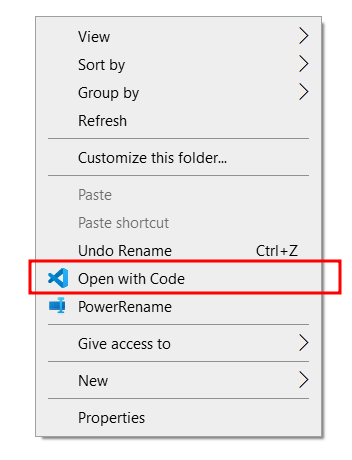 View
Sort by
Group by
Refresh
Customize this folder...
Paste
Paste shortcut
Undo Rename Ctrl+Z
Open with Code
PowerRename
Give access to
New
Properties